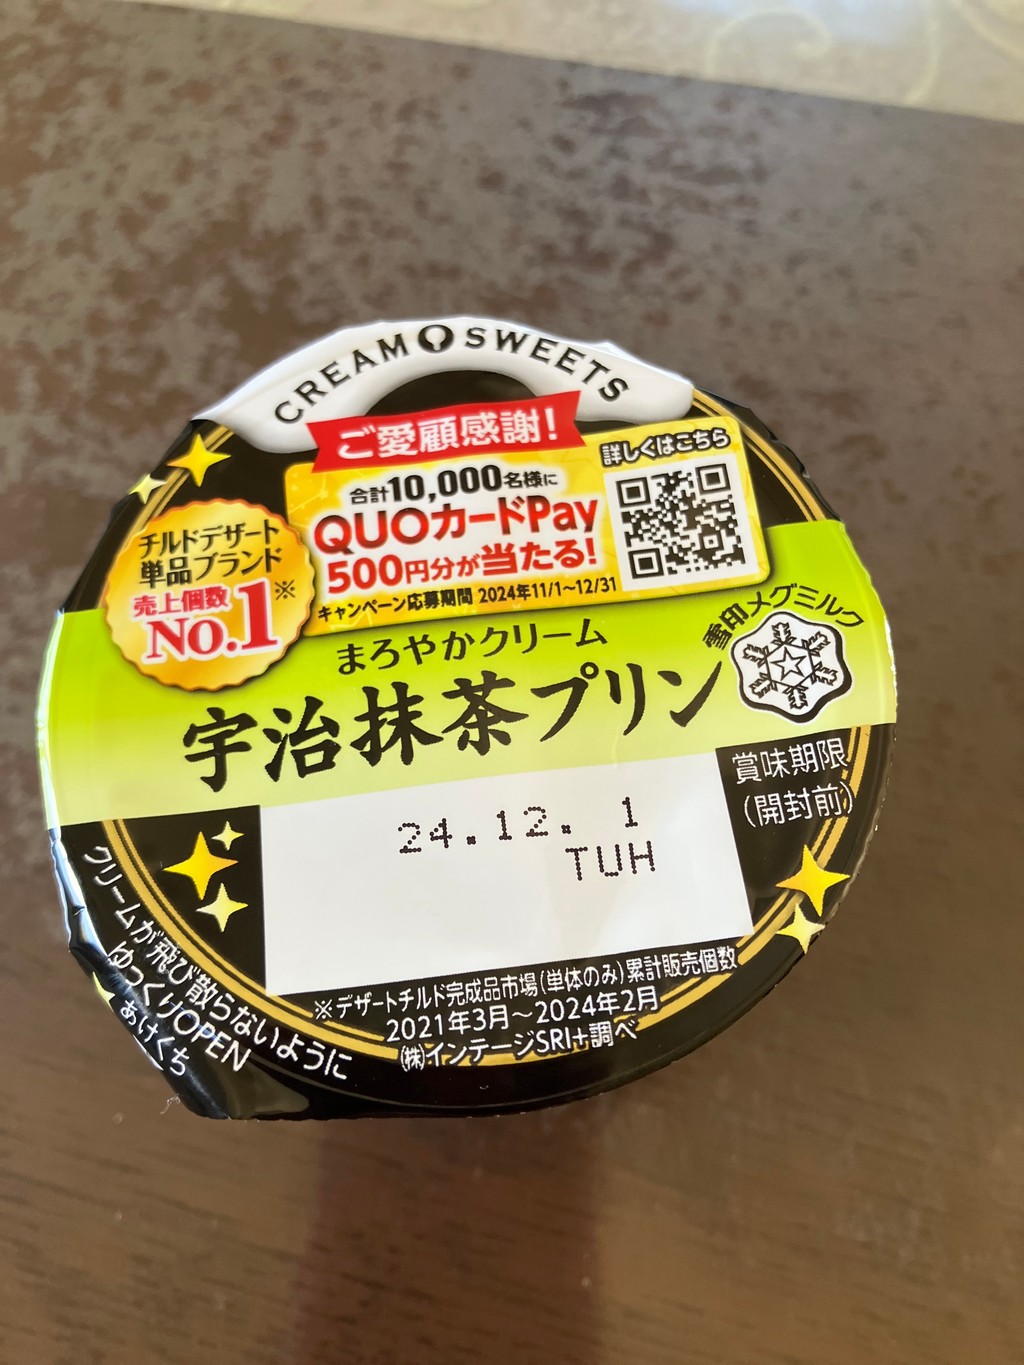 CREAM SWEETS
ご愛顧感謝!
詳しくはこちら
合計10,000名様に
QUOカードPay
500円分が当たる!
キャンペーン応募期間 2024年11/1〜12/31
チルドデザート
単品ブランド
売上個数
No.1※
雪印メグミルク
まろやかクリーム
宇治抹茶プリン
賞味期限
(開封前)
24.12. 1
TUH
※デザートチルド完成品市場(単体のみ)累計販売個数
2021年3月〜2024年2月
㈱インテージSRI+調べ
クリームが飛び散らないように
ゆっくりOPEN
あけくち